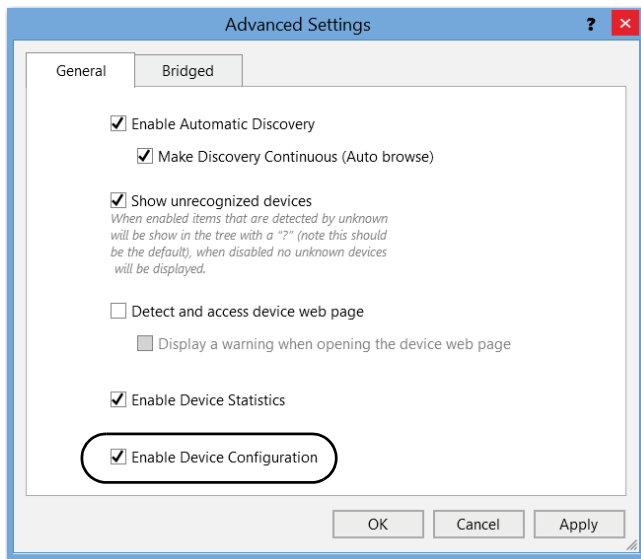 Advanced Settings
?
General
Bridged
Enable Automatic Discovery
Make Discovery Continuous (Auto browse)
Show unrecognized devices
When enabled items that are detected by unknown
will be show in the tree with a "?" (note this should
be the default), when disabled no unknown devices
will be displayed.
Detect and access device web page
Display a warning when opening the device web page
Enable Device Statistics
Enable Device Configuration
OK
Cancel
Apply